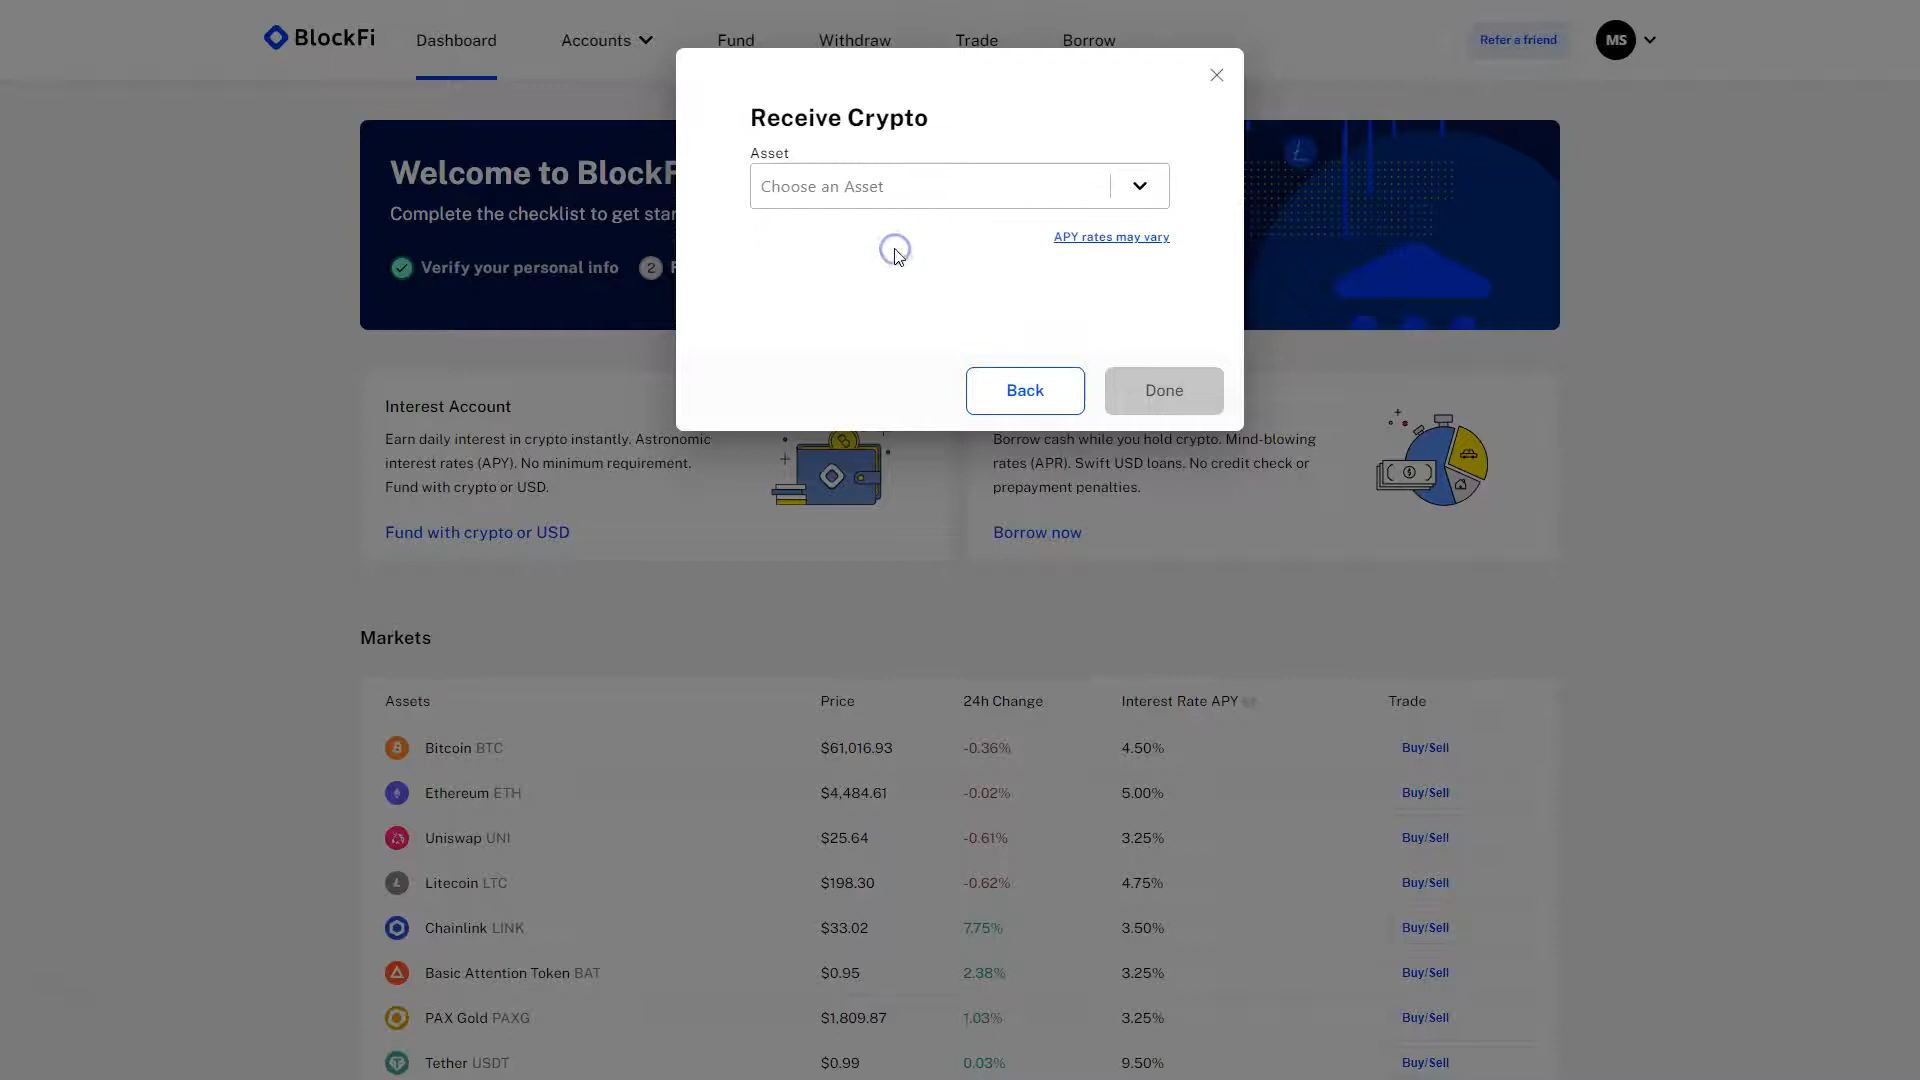 BlockFi
Dashboard
Accounts
Fund
Withdraw
Trade
Borrow
Refer a friend
MS
Receive Crypto
Asset
Choose an Asset
APY rates may vary
Back
Done
Welcome to BlockF
Complete the checklist to get star
Verify your personal info
2
Interest Account
Earn daily interest in crypto instantly. Astronomic
interest rates (APY). No minimum requirement.
Fund with crypto or USD.
Fund with crypto or USD
Borrow cash while you hold crypto. Mind-blowing
rates (APR). Swift USD loans. No credit check or
prepayment penalties.
Borrow now
Markets
Assets Price 24h Change Interest Rate APY Trade
Bitcoin BTC $61,016.93 -0.36% 4.50% Buy/Sell
Ethereum ETH $4,484.61 -0.02% 5.00% Buy/Sell
Uniswap UNI $25.64 -0.61% 3.25% Buy/Sell
Litecoin LTC $198.30 -0.62% 4.75% Buy/Sell
Chainlink LINK $33.02 7.75% 3.50% Buy/Sell
Basic Attention Token BAT $0.95 2.38% 3.25% Buy/Sell
PAX Gold PAXG $1,809.87 1.03% 3.25% Buy/Sell
Tether USDT $0.99 0.03% 9.50% Buy/Sell